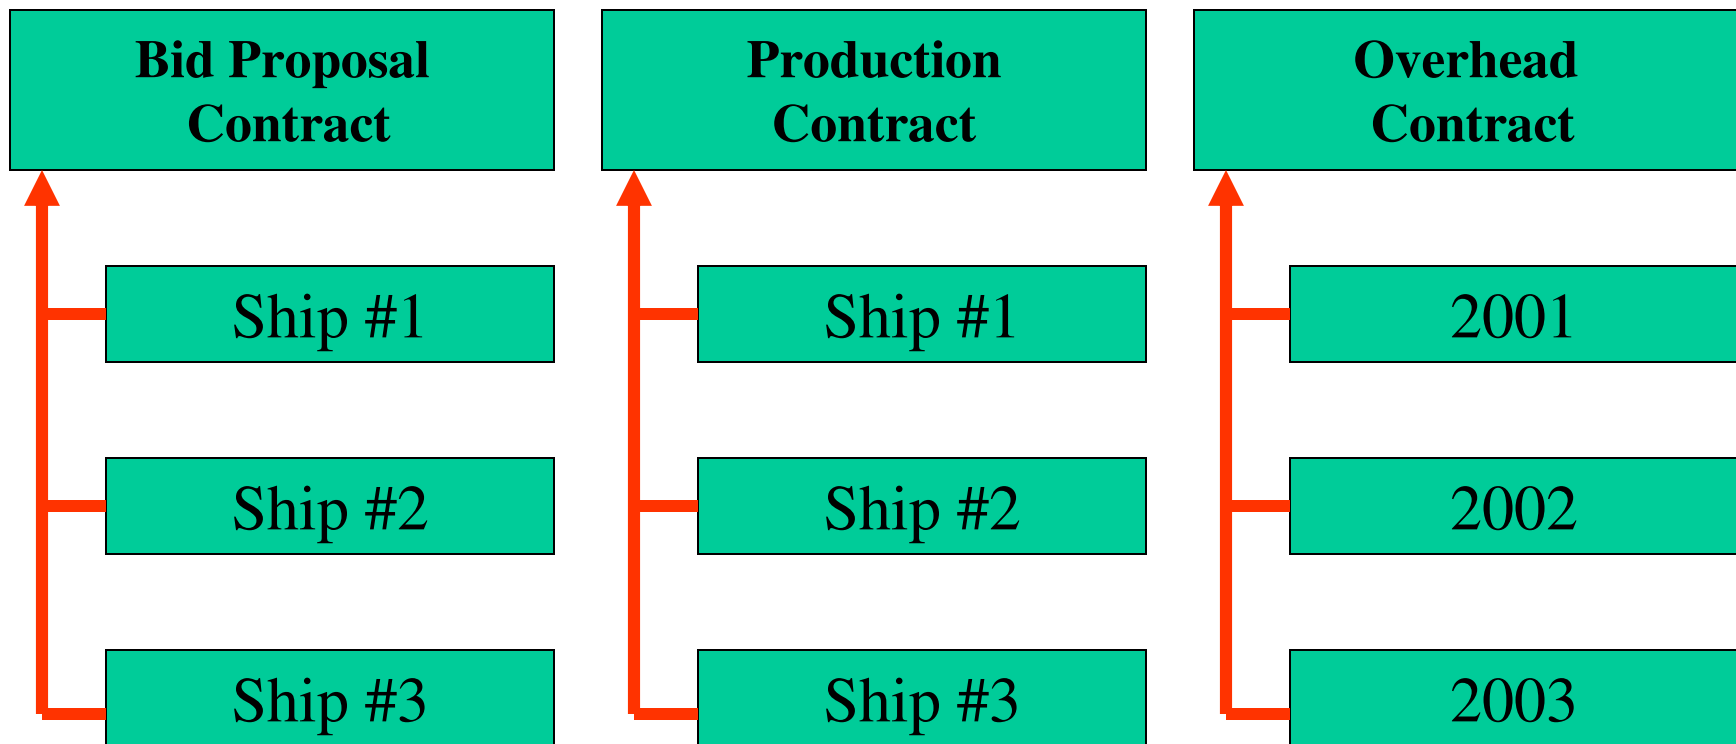 Bid Proposal
Contract
Ship #1
Ship #2
Ship #3
Production
Contract
Ship #1
Ship #2
Ship #3
Overhead
Contract
2001
2002
2003